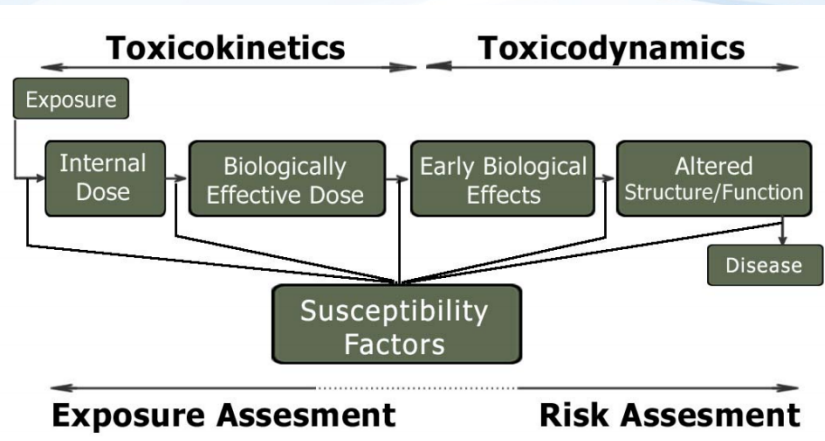 Toxicokinetics
Toxicodynamics
Exposure
Internal
Dose
Biologically
Effective Dose
Early Biological
Effects
Altered
Structure/Function
Disease
Susceptibility
Factors
Exposure Assesment
Risk Assesment